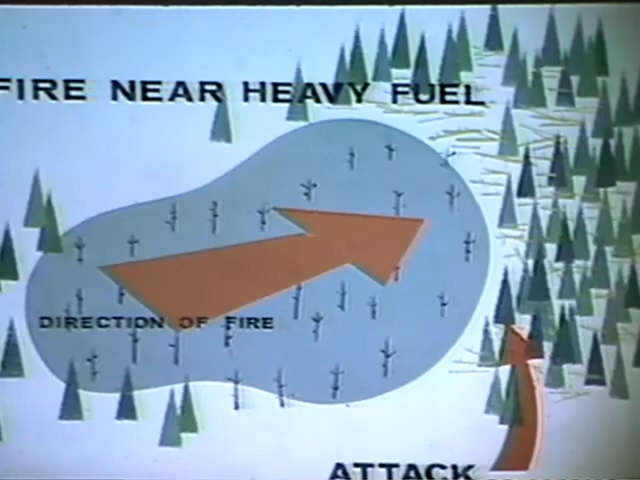 FIRE NEAR HEAVY FUEL
DIRECTION OF FIRE
ATTACK